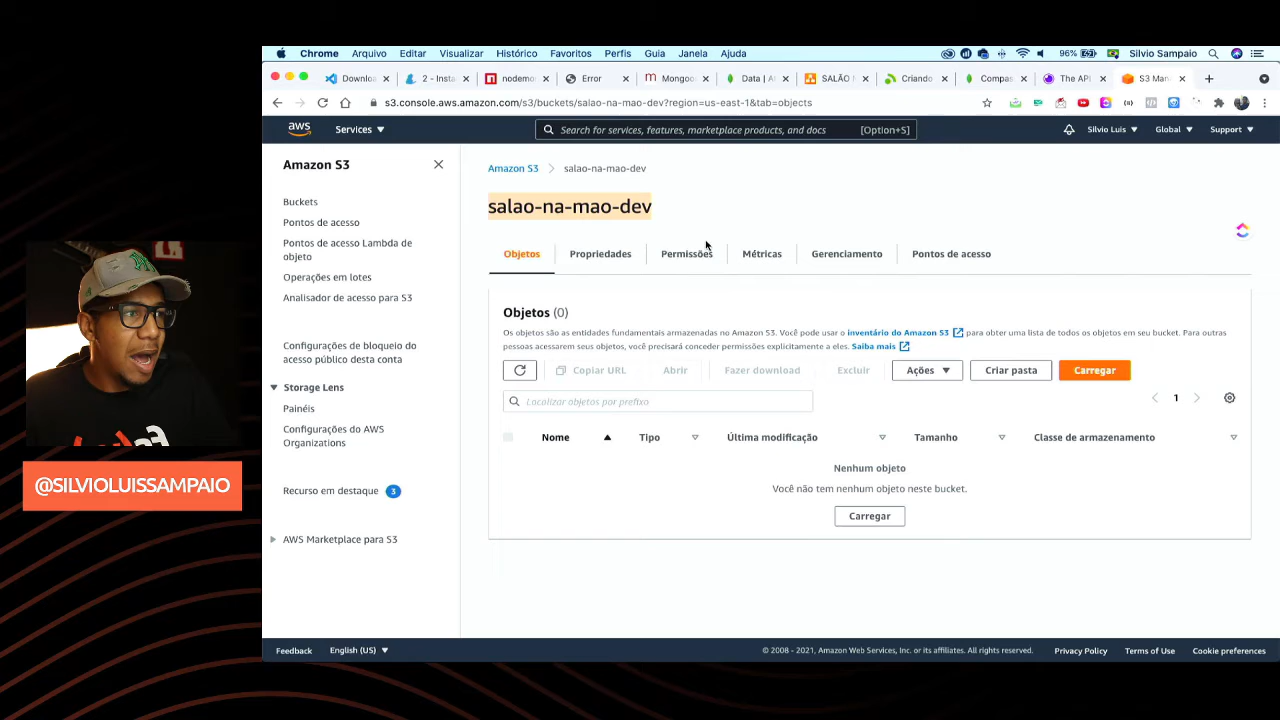 Chrome Arquivo Editar Visualizar Histórico Favoritos Perfis Guia Janela Ajuda 96% Silvio Sampaio
Downloa 2 - Insta nodemo Error Mongoo Data | A SALÃO N Criando Compas The API S3 Man
s3.console.aws.amazon.com/s3/buckets/salao-na-mao-dev?region=us-east-1&tab=objects
aws Services Search for services, features, marketplace products, and docs [Option+S] Silvio Luis Global Support
Amazon S3
Buckets
Pontos de acesso
Pontos de acesso Lambda de
objeto
Operações em lotes
Analisador de acesso para S3
Configurações de bloqueio do
acesso público desta conta
Storage Lens
Painéis
Configurações do AWS
Organizations
Recurso em destaque 3
AWS Marketplace para S3
Amazon S3 salao-na-mao-dev
salao-na-mao-dev
Objetos Propriedades Permissões Métricas Gerenciamento Pontos de acesso
Objetos (0)
Os objetos são as entidades fundamentais armazenadas no Amazon S3. Você pode usar o inventário do Amazon S3 para obter uma lista de todos os objetos em seu bucket. Para outras
pessoas acessarem seus objetos, você precisará conceder permissões explicitamente a eles. Saiba mais
Copiar URL Abrir Fazer download Excluir Ações Criar pasta Carregar
Localizar objetos por prefixo
1
Nome Tipo Última modificação Tamanho Classe de armazenamento
Nenhum objeto
Você não tem nenhum objeto neste bucket.
Carregar
@SILVIOLUISSAMPAIO
Feedback English (US) © 2008 - 2021, Amazon Web Services, Inc. or its affiliates. All rights reserved. Privacy Policy Terms of Use Cookie preferences